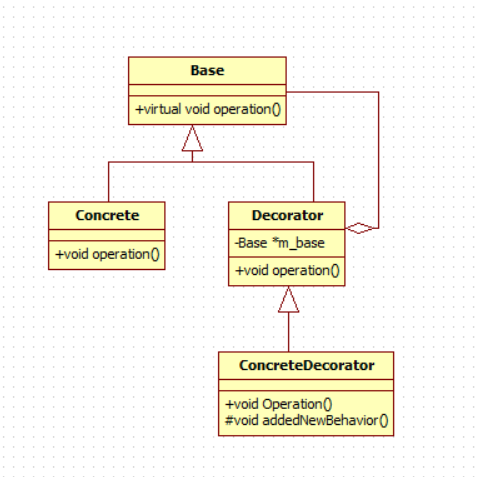 Base
+virtual void operation()
Concrete
+void operation()
Decorator
-Base *m_base
+void operation()
ConcreteDecorator
+void Operation()
#void addedNewBehavior()